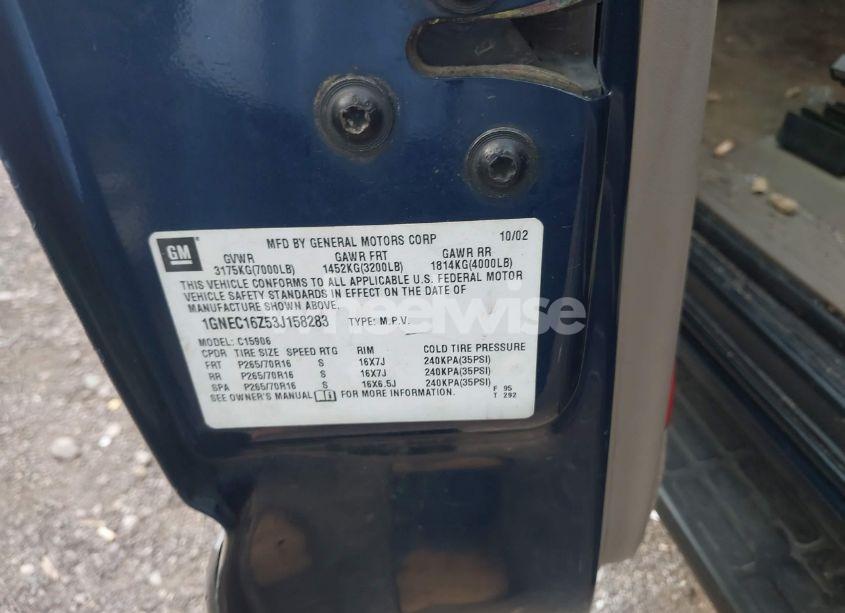 GM
MFD BY GENERAL MOTORS CORP 10/02
GVWR GAWR FRT GAWR RR
3175KG(7000LB) 1452KG(3200LB) 1814KG(4000LB)
THIS VEHICLE CONFORMS TO ALL APPLICABLE U.S. FEDERAL MOTOR
VEHICLE SAFETY STANDARDS IN EFFECT ON THE DATE OF
MANUFACTURE SHOWN ABOVE.
1GNEC16Z53J158283 TYPE: M.P.V.
wheelwise
MODEL: C15906
CPDR TIRE SIZE SPEED RTG RIM COLD TIRE PRESSURE
FRT P265/70R16 S 16X7J 240KPA(35PSI)
RR P265/70R16 S 16X7J 240KPA(35PSI)
SPA P265/70R16 S 16X6.5J 240KPA(35PSI)
SEE OWNER'S MANUAL FOR MORE INFORMATION.
F 95
T 292